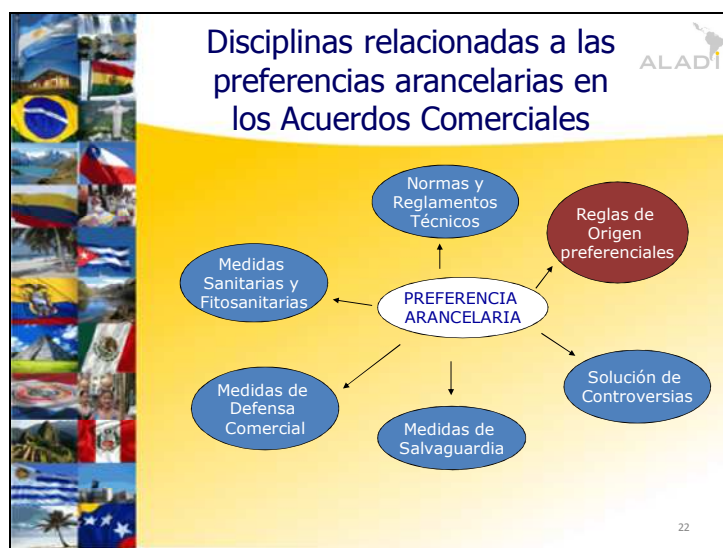 Disciplinas relacionadas a las
preferencias arancelarias en
los Acuerdos Comerciales
ALADI
Normas y
Reglamentos
Técnicos
Reglas de
Origen
preferenciales
Medidas
Sanitarias y
Fitosanitarias
PREFERENCIA
ARANCELARIA
Medidas de
Defensa
Comercial
Medidas de
Salvaguardia
Solución de
Controversias
22